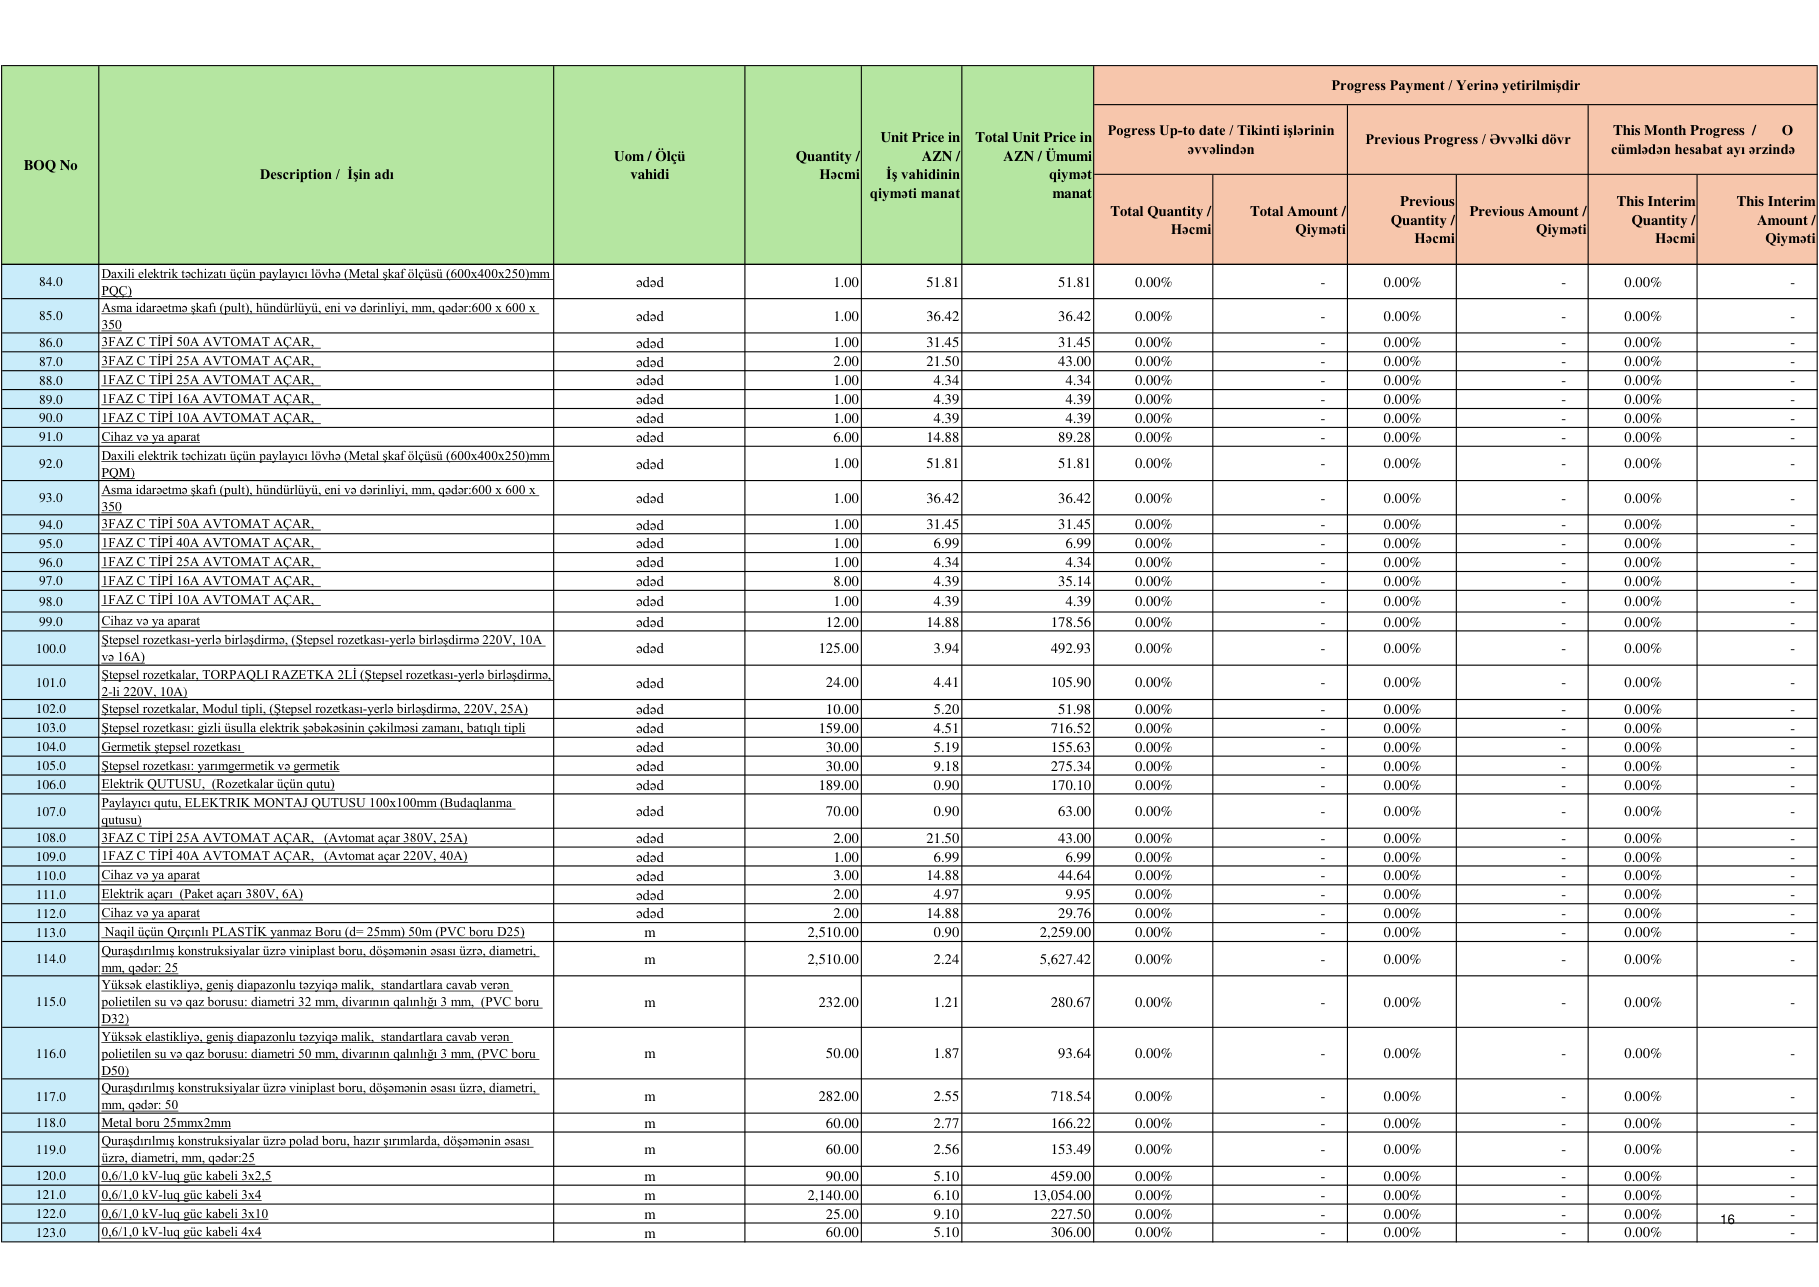 Progress Payment / Yerinə yetirilmişdir
BOQ No
Description / İşin adı
Uom / Ölçü
vahidi
Quantity /
Həcmi
Unit Price in
AZN /
İş vahidinin
qiyməti manat
Total Unit Price in
AZN / Ümumi
qiymət
manat
Pogress Up-to date / Tikinti işlərinin
əvvəlindən
Previous Progress / Əvvəlki dövr
This Month Progress / O
cümlədən hesabat ayı ərzində
Total Quantity /
Həcmi
Total Amount /
Qiyməti
Previous
Quantity /
Həcmi
Previous Amount /
Qiyməti
This Interim
Quantity /
Həcmi
This Interim
Amount /
Qiyməti
84.0 Daxili elektrik təchizatı üçün paylayıcı lövhə (Metal şkaf ölçüsü (600x400x250)mm
PQÇ) ədəd 1.00 51.81 51.81 0.00% - 0.00% - 0.00% -
85.0 Asma idarəetmə şkafı (pult), hündürlüyü, eni və dərinliyi, mm, qədər:600 x 600 x
350 ədəd 1.00 36.42 36.42 0.00% - 0.00% - 0.00% -
86.0 3FAZ C TİPİ 50A AVTOMAT AÇAR, ədəd 1.00 31.45 31.45 0.00% - 0.00% - 0.00% -
87.0 3FAZ C TİPİ 25A AVTOMAT AÇAR, ədəd 2.00 21.50 43.00 0.00% - 0.00% - 0.00% -
88.0 1FAZ C TİPİ 25A AVTOMAT AÇAR, ədəd 1.00 4.34 4.34 0.00% - 0.00% - 0.00% -
89.0 1FAZ C TİPİ 16A AVTOMAT AÇAR, ədəd 1.00 4.39 4.39 0.00% - 0.00% - 0.00% -
90.0 1FAZ C TİPİ 10A AVTOMAT AÇAR, ədəd 1.00 4.39 4.39 0.00% - 0.00% - 0.00% -
91.0 Cihaz və ya aparat ədəd 6.00 14.88 89.28 0.00% - 0.00% - 0.00% -
92.0 Daxili elektrik təchizatı üçün paylayıcı lövhə (Metal şkaf ölçüsü (600x400x250)mm
PQM) ədəd 1.00 51.81 51.81 0.00% - 0.00% - 0.00% -
93.0 Asma idarəetmə şkafı (pult), hündürlüyü, eni və dərinliyi, mm, qədər:600 x 600 x
350 ədəd 1.00 36.42 36.42 0.00% - 0.00% - 0.00% -
94.0 3FAZ C TİPİ 50A AVTOMAT AÇAR, ədəd 1.00 31.45 31.45 0.00% - 0.00% - 0.00% -
95.0 1FAZ C TİPİ 40A AVTOMAT AÇAR, ədəd 1.00 6.99 6.99 0.00% - 0.00% - 0.00% -
96.0 1FAZ C TİPİ 25A AVTOMAT AÇAR, ədəd 1.00 4.34 4.34 0.00% - 0.00% - 0.00% -
97.0 1FAZ C TİPİ 16A AVTOMAT AÇAR, ədəd 8.00 4.39 35.14 0.00% - 0.00% - 0.00% -
98.0 1FAZ C TİPİ 10A AVTOMAT AÇAR, ədəd 1.00 4.39 4.39 0.00% - 0.00% - 0.00% -
99.0 Cihaz və ya aparat ədəd 12.00 14.88 178.56 0.00% - 0.00% - 0.00% -
100.0 Ştepsel rozetkası-yerlə birləşdirmə, (Ştepsel rozetkası-yerlə birləşdirmə 220V, 10A
və 16A) ədəd 125.00 3.94 492.93 0.00% - 0.00% - 0.00% -
101.0 Ştepsel rozetkalar, TORPAQLI RAZETKA 2Lİ (Ştepsel rozetkası-yerlə birləşdirmə,
2-li 220V, 10A) ədəd 24.00 4.41 105.90 0.00% - 0.00% - 0.00% -
102.0 Ştepsel rozetkalar, Modul tipli, (Ştepsel rozetkası-yerlə birləşdirmə, 220V, 25A) ədəd 10.00 5.20 51.98 0.00% - 0.00% - 0.00% -
103.0 Ştepsel rozetkası: gizli üsulla elektrik şəbəkəsinin çəkilməsi zamanı, batıqlı tipli ədəd 159.00 4.51 716.52 0.00% - 0.00% - 0.00% -
104.0 Germetik ştepsel rozetkası ədəd 30.00 5.19 155.63 0.00% - 0.00% - 0.00% -
105.0 Ştepsel rozetkası: yarımgermetik və germetik ədəd 30.00 9.18 275.34 0.00% - 0.00% - 0.00% -
106.0 Elektrik QUTUSU, (Rozetkalar üçün qutu) ədəd 189.00 0.90 170.10 0.00% - 0.00% - 0.00% -
107.0 Paylayıcı qutu, ELEKTRIK MONTAJ QUTUSU 100x100mm (Budaqlanma
qutusu) ədəd 70.00 0.90 63.00 0.00% - 0.00% - 0.00% -
108.0 3FAZ C TİPİ 25A AVTOMAT AÇAR, (Avtomat açar 380V, 25A) ədəd 2.00 21.50 43.00 0.00% - 0.00% - 0.00% -
109.0 1FAZ C TİPİ 40A AVTOMAT AÇAR, (Avtomat açar 220V, 40A) ədəd 1.00 6.99 6.99 0.00% - 0.00% - 0.00% -
110.0 Cihaz və ya aparat ədəd 3.00 14.88 44.64 0.00% - 0.00% - 0.00% -
111.0 Elektrik açarı (Paket açarı 380V, 6A) ədəd 2.00 4.97 9.95 0.00% - 0.00% - 0.00% -
112.0 Cihaz və ya aparat ədəd 2.00 14.88 29.76 0.00% - 0.00% - 0.00% -
113.0 Naqil üçün Qırçınlı PLASTİK yanmaz Boru (d= 25mm) 50m (PVC boru D25) m 2,510.00 0.90 2,259.00 0.00% - 0.00% - 0.00% -
114.0 Quraşdırılmış konstruksiyalar üzrə viniplast boru, döşəmənin əsası üzrə, diametri,
mm, qədər: 25 m 2,510.00 2.24 5,627.42 0.00% - 0.00% - 0.00% -
115.0 Yüksək elastikliyə, geniş diapazonlu təzyiqə malik, standartlara cavab verən
polietilen su və qaz borusu: diametri 32 mm, divarının qalınlığı 3 mm, (PVC boru
D32) m 232.00 1.21 280.67 0.00% - 0.00% - 0.00% -
116.0 Yüksək elastikliyə, geniş diapazonlu təzyiqə malik, standartlara cavab verən
polietilen su və qaz borusu: diametri 50 mm, divarının qalınlığı 3 mm, (PVC boru
D50) m 50.00 1.87 93.64 0.00% - 0.00% - 0.00% -
117.0 Quraşdırılmış konstruksiyalar üzrə viniplast boru, döşəmənin əsası üzrə, diametri,
mm, qədər: 50 m 282.00 2.55 718.54 0.00% - 0.00% - 0.00% -
118.0 Metal boru 25mmx2mm m 60.00 2.77 166.22 0.00% - 0.00% - 0.00% -
119.0 Quraşdırılmış konstruksiyalar üzrə polad boru, hazır şırımlarda, döşəmənin əsası
üzrə, diametri, mm, qədər:25 m 60.00 2.56 153.49 0.00% - 0.00% - 0.00% -
120.0 0,6/1,0 kV-luq güc kabeli 3x2,5 m 90.00 5.10 459.00 0.00% - 0.00% - 0.00% -
121.0 0,6/1,0 kV-luq güc kabeli 3x4 m 2,140.00 6.10 13,054.00 0.00% - 0.00% - 0.00% -
122.0 0,6/1,0 kV-luq güc kabeli 3x10 m 25.00 9.10 227.50 0.00% - 0.00% - 0.00% -
123.0 0,6/1,0 kV-luq güc kabeli 4x4 m 60.00 5.10 306.00 0.00% - 0.00% - 0.00% -
16